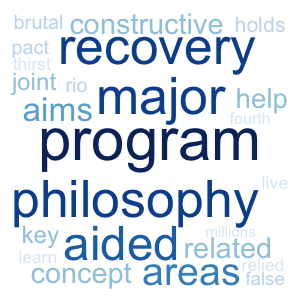 brutal constructive holds
pact recovery
thirst
joint rio major help
aims fourth
program
philosophy live
key aided millions related
learn relied
concept areas false